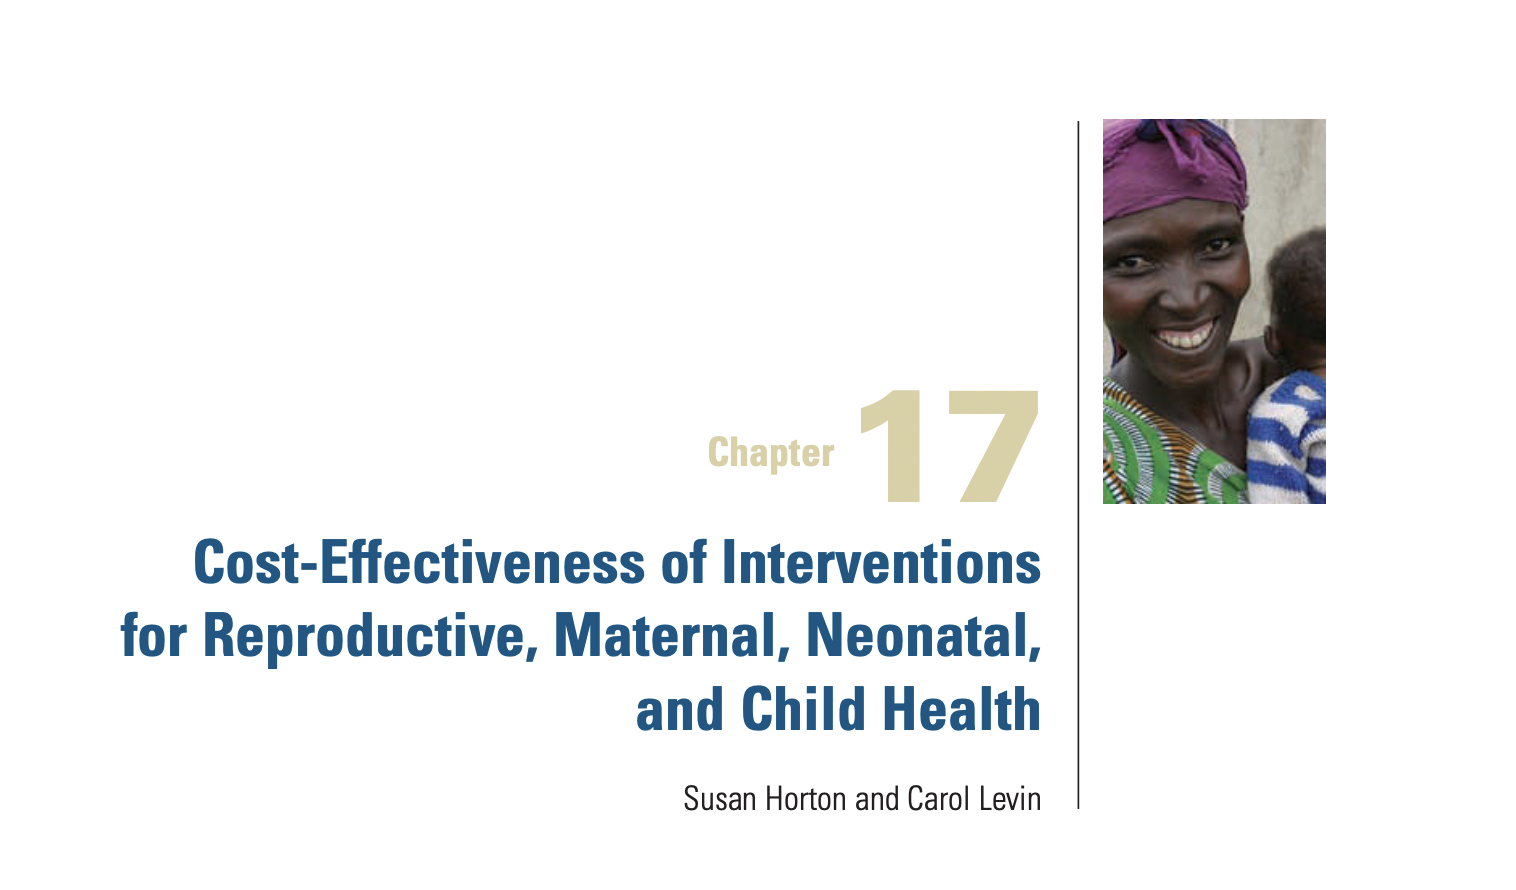 Chapter 17
Cost-Effectiveness of Interventions
for Reproductive, Maternal, Neonatal,
and Child Health
Susan Horton and Carol Levin